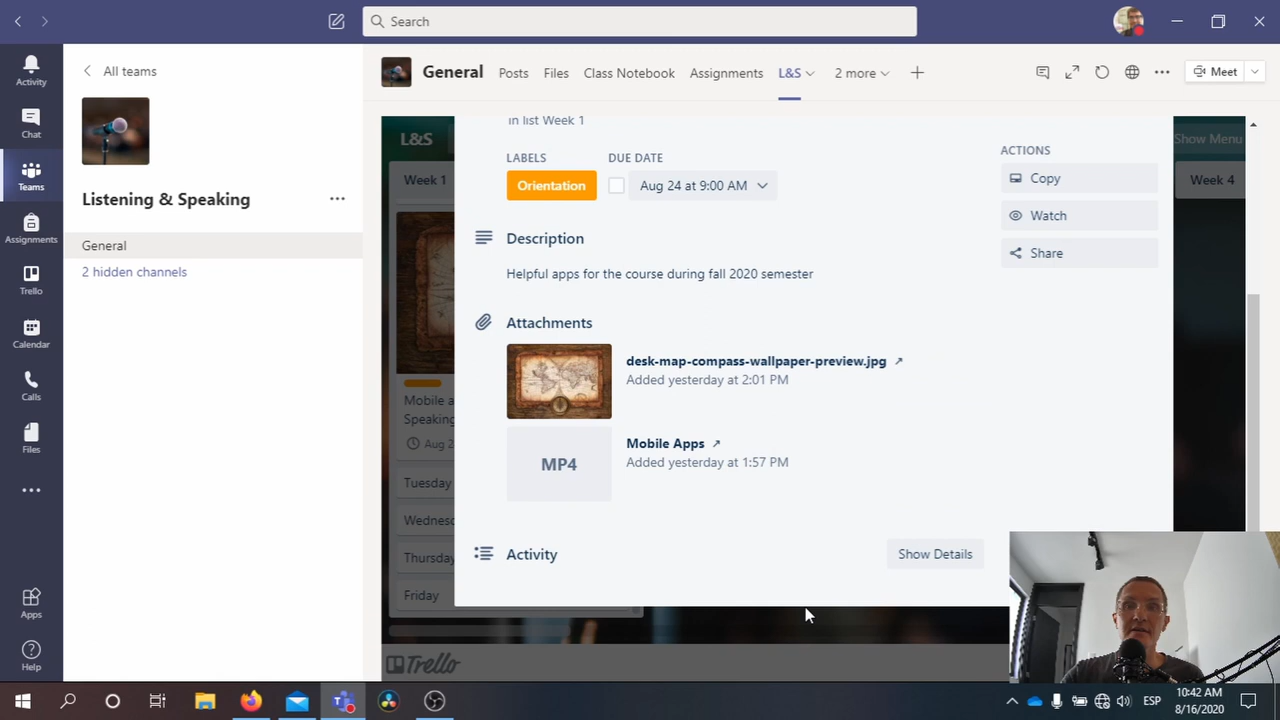 Search
Activity
Chat
Teams
Assignments
Trello
Calendar
Calls
Files
Apps
Help
All teams
Listening & Speaking
General
2 hidden channels
General
Posts
Files
Class Notebook
Assignments
L&S
2 more
Meet
L&S
Show Menu
Week 1
Week 4
Mobile a
Speaking
Aug 2
Tuesday
Wednes
Thursday
Friday
in list Week 1
LABELS
DUE DATE
Orientation
Aug 24 at 9:00 AM
Description
Helpful apps for the course during fall 2020 semester
Attachments
desk-map-compass-wallpaper-preview.jpg
Added yesterday at 2:01 PM
MP4
Mobile Apps
Added yesterday at 1:57 PM
Activity
Show Details
ACTIONS
Copy
Watch
Share
Trello
ESP
10:42 AM
8/16/2020